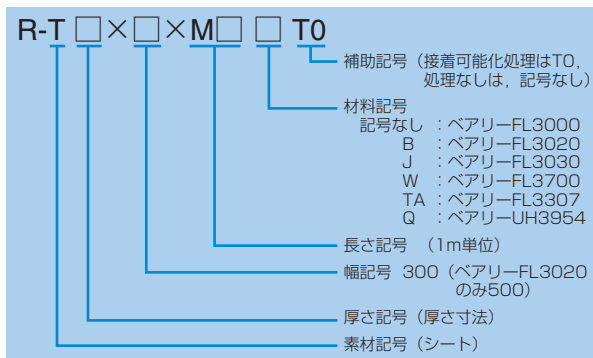 R-T □×□×M□ □ T0
補助記号（接着可能化処理はT0，
処理なしは，記号なし）
材料記号
記号なし ：ベアリーFL3000
B ：ベアリーFL3020
J ：ベアリーFL3030
W ：ベアリーFL3700
TA ：ベアリーFL3307
Q ：ベアリーUH3954
長さ記号 （1m単位）
幅記号 300（ベアリーFL3020
のみ500）
厚さ記号（厚さ寸法）
素材記号（シート）